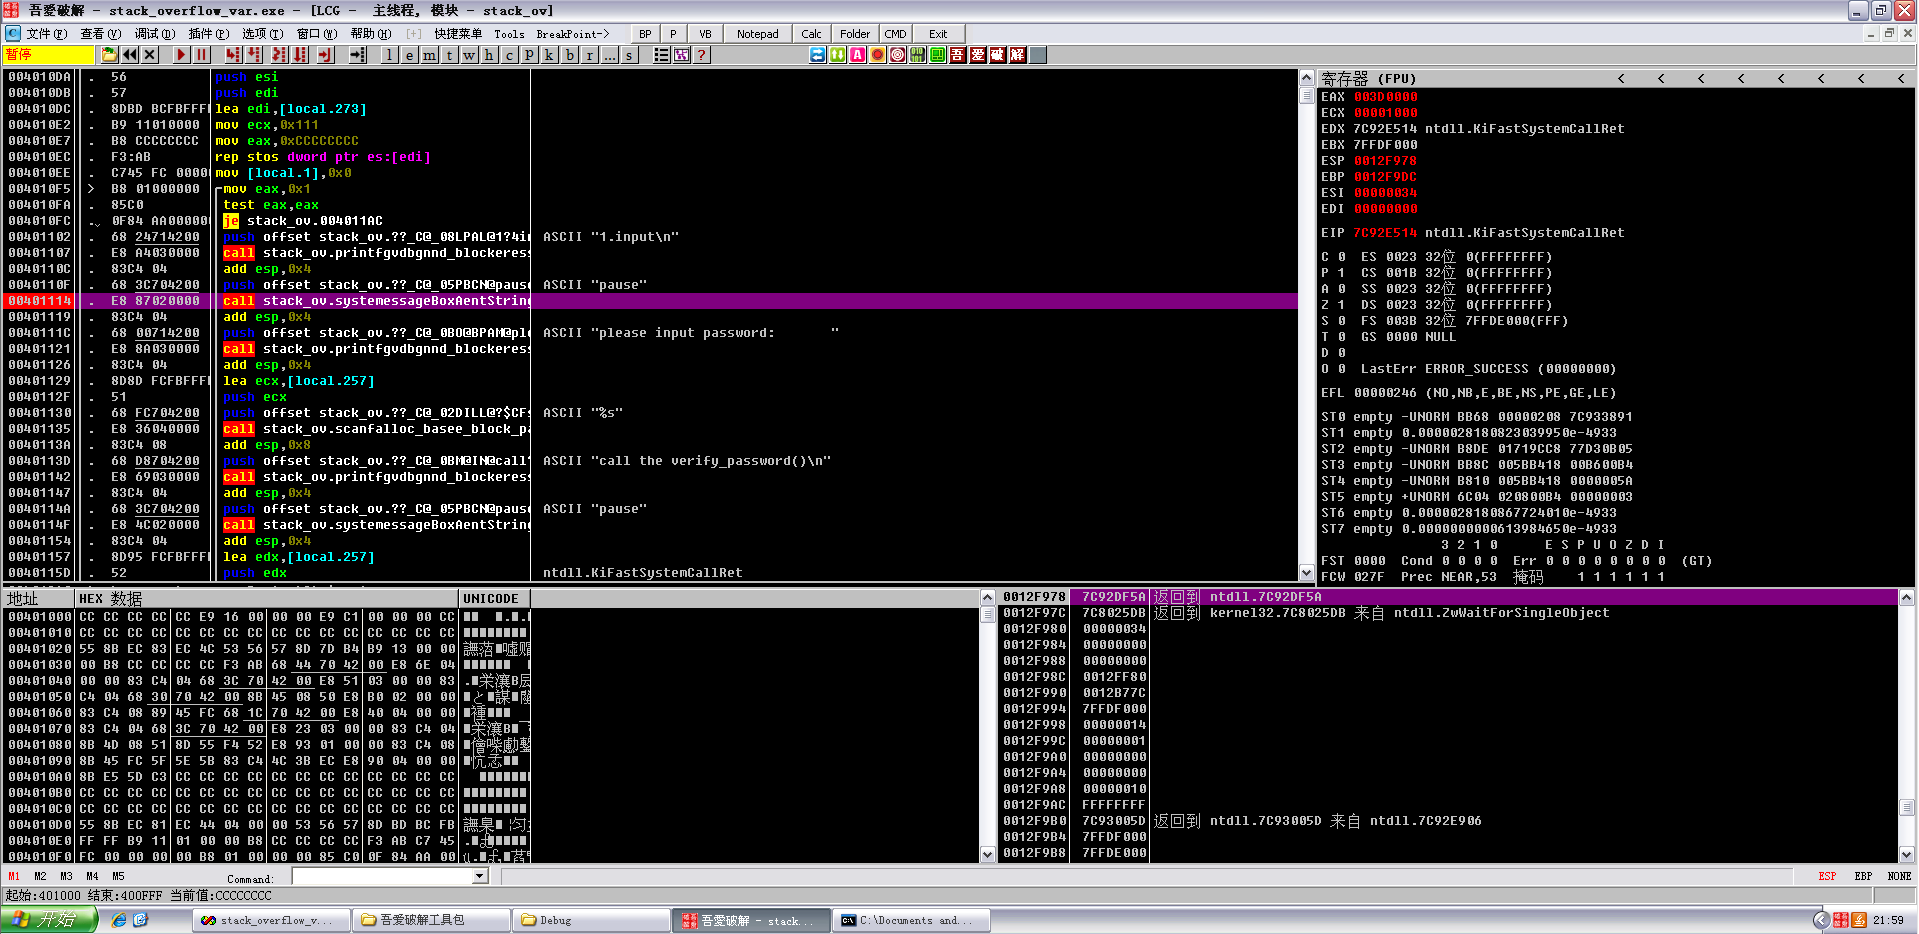 吾爱破解 - stack_overflow_var.exe - [LCG - 主线程, 模块 - stack_ov]
文件(F) 查看(V) 调试(D) 插件(P) 选项(T) 窗口(W) 帮助(H) [+] 快捷菜单 Tools BreakPoint-> BP P VB Notepad Calc Folder CMD Exit
暂停 l e m t w h c p k b r ... s ? 吾 爱 破 解
004010DA . 56 push esi
004010DB . 57 push edi
004010DC . 8DBD BCFBFFFF lea edi,[local.273]
004010E2 . B9 11010000 mov ecx,0x111
004010E7 . B8 CCCCCCCC mov eax,0xCCCCCCCC
004010EC . F3:AB rep stos dword ptr es:[edi]
004010EE . C745 FC 0000 mov [local.1],0x0
004010F5 > B8 01000000 mov eax,0x1
004010FA . 85C0 test eax,eax
004010FC . 0F84 AA000000 je stack_ov.004011AC
00401102 . 68 24714200 push offset stack_ov.??_C@_08LPAL@1?4in ASCII "1.input\n"
00401107 . E8 A4030000 call stack_ov.printfgvdbgnnd_blockeress
0040110C . 83C4 04 add esp,0x4
0040110F . 68 3C704200 push offset stack_ov.??_C@_05PBCN@pause ASCII "pause"
00401114 . E8 87020000 call stack_ov.systemessageBoxAentString
00401119 . 83C4 04 add esp,0x4
0040111C . 68 00714200 push offset stack_ov.??_C@_0BO@BPAM@ple ASCII "please input password:       "
00401121 . E8 8A030000 call stack_ov.printfgvdbgnnd_blockeress
00401126 . 83C4 04 add esp,0x4
00401129 . 8D8D FCFBFFFF lea ecx,[local.257]
0040112F . 51 push ecx
00401130 . 68 FC704200 push offset stack_ov.??_C@_02DILL@?$CFs ASCII "%s"
00401135 . E8 36040000 call stack_ov.scanfalloc_basee_block_pa
0040113A . 83C4 08 add esp,0x8
0040113D . 68 D8704200 push offset stack_ov.??_C@_0BM@IN@call? ASCII "call the verify_password()\n"
00401142 . E8 69030000 call stack_ov.printfgvdbgnnd_blockeress
00401147 . 83C4 04 add esp,0x4
0040114A . 68 3C704200 push offset stack_ov.??_C@_05PBCN@pause ASCII "pause"
0040114F . E8 4C020000 call stack_ov.systemessageBoxAentString
00401154 . 83C4 04 add esp,0x4
00401157 . 8D95 FCFBFFFF lea edx,[local.257]
0040115D . 52 push edx ntdll.KiFastSystemCallRet
寄存器 (FPU) < < < < < < < <
EAX 003D0000
ECX 00001000
EDX 7C92E514 ntdll.KiFastSystemCallRet
EBX 7FFDF000
ESP 0012F978
EBP 0012F9DC
ESI 00000034
EDI 00000000
EIP 7C92E514 ntdll.KiFastSystemCallRet
C 0 ES 0023 32位 0(FFFFFFFF)
P 1 CS 001B 32位 0(FFFFFFFF)
A 0 SS 0023 32位 0(FFFFFFFF)
Z 1 DS 0023 32位 0(FFFFFFFF)
S 0 FS 003B 32位 7FFDE000(FFF)
T 0 GS 0000 NULL
D 0
O 0 LastErr ERROR_SUCCESS (00000000)
EFL 00000246 (NO,NB,E,BE,NS,PE,GE,LE)
ST0 empty -UNORM BB68 00000208 7C933891
ST1 empty 0.0000028180823039950e-4933
ST2 empty -UNORM B8DE 01719CC8 77D30B05
ST3 empty -UNORM BB8C 005BB418 00B600B4
ST4 empty -UNORM B810 005BB418 0000005A
ST5 empty +UNORM 6C04 020800B4 00000003
ST6 empty 0.0000028180867724010e-4933
ST7 empty 0.0000000000613984650e-4933
3 2 1 0 E S P U O Z D I
FST 0000 Cond 0 0 0 0 Err 0 0 0 0 0 0 0 0 (GT)
FCW 027F Prec NEAR,53 掩码 1 1 1 1 1 1
地址 HEX 数据 UNICODE
00401000 CC CC CC CC CC E9 16 00 00 00 E9 C1 00 00 00 CC
00401010 CC CC CC CC CC CC CC CC CC CC CC CC CC CC CC CC
00401020 55 8B EC 83 EC 4C 53 56 57 8D 7D B4 B9 13 00 00
00401030 00 B8 CC CC CC CC F3 AB 68 44 70 42 00 E8 6E 04
00401040 00 00 83 C4 04 68 3C 70 42 00 E8 51 03 00 00 83
00401050 C4 04 68 30 70 42 00 8B 45 08 50 E8 B0 02 00 00
00401060 83 C4 08 89 45 FC 68 1C 70 42 00 E8 40 04 00 00
00401070 83 C4 04 68 3C 70 42 00 E8 23 03 00 00 83 C4 04
00401080 8B 4D 08 51 8D 55 F4 52 E8 93 01 00 00 83 C4 08
00401090 8B 45 FC 5F 5E 5B 83 C4 4C 3B EC E8 90 04 00 00
004010A0 8B E5 5D C3 CC CC CC CC CC CC CC CC CC CC CC CC
004010B0 CC CC CC CC CC CC CC CC CC CC CC CC CC CC CC CC
004010C0 CC CC CC CC CC CC CC CC CC CC CC CC CC CC CC CC
004010D0 55 8B EC 81 EC 44 04 00 00 53 56 57 8D BD BC FB
004010E0 FF FF B9 11 01 00 00 B8 CC CC CC CC F3 AB C7 45
004010F0 FC 00 00 00 00 B8 01 00 00 00 85 C0 0F 84 AA 00
0012F978 7C92DF5A 返回到 ntdll.7C92DF5A
0012F97C 7C8025DB 返回到 kernel32.7C8025DB 来自 ntdll.ZwWaitForSingleObject
0012F980 00000034
0012F984 00000000
0012F988 00000000
0012F98C 0012FF80
0012F990 0012B77C
0012F994 7FFDF000
0012F998 00000014
0012F99C 00000001
0012F9A0 00000000
0012F9A4 00000000
0012F9A8 00000010
0012F9AC FFFFFFFF
0012F9B0 7C93005D 返回到 ntdll.7C93005D 来自 ntdll.7C92E906
0012F9B4 7FFDF000
0012F9B8 7FFDE000
M1 M2 M3 M4 M5 Command: ESP EBP NONE
起始:401000 结束:400FFF 当前值:CCCCCCCC
开始 stack_overflow_v... 吾爱破解工具包 Debug 吾爱破解 - stack... C:\Documents and... 21:59